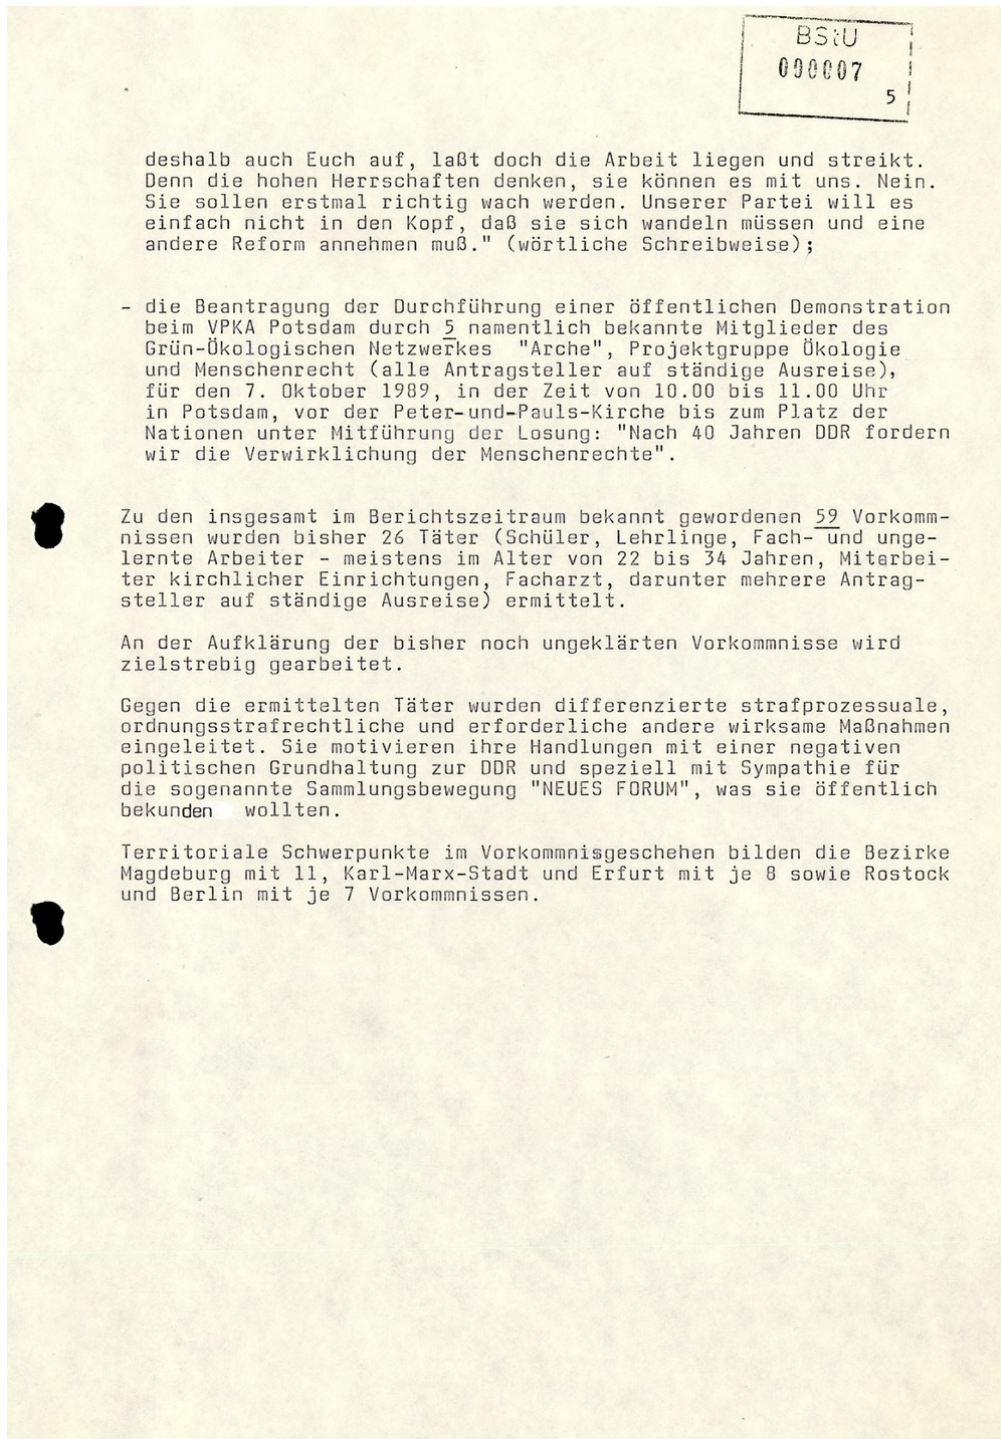 BStU
000007
5
deshalb auch Euch auf, laßt doch die Arbeit liegen und streikt.
Denn die hohen Herrschaften denken, sie können es mit uns. Nein.
Sie sollen erstmal richtig wach werden. Unserer Partei will es
einfach nicht in den Kopf, daß sie sich wandeln müssen und eine
andere Reform annehmen muß." (wörtliche Schreibweise);
- die Beantragung der Durchführung einer öffentlichen Demonstration
beim VPKA Potsdam durch 5 namentlich bekannte Mitglieder des
Grün-Ökologischen Netzwerkes "Arche", Projektgruppe Ökologie
und Menschenrecht (alle Antragsteller auf ständige Ausreise),
für den 7. Oktober 1989, in der Zeit von 10.00 bis 11.00 Uhr
in Potsdam, vor der Peter-und-Pauls-Kirche bis zum Platz der
Nationen unter Mitführung der Losung: "Nach 40 Jahren DDR fordern
wir die Verwirklichung der Menschenrechte".
Zu den insgesamt im Berichtszeitraum bekannt gewordenen 59 Vorkomm-
nissen wurden bisher 26 Täter (Schüler, Lehrlinge, Fach- und unge-
lernte Arbeiter - meistens im Alter von 22 bis 34 Jahren, Mitarbei-
ter kirchlicher Einrichtungen, Facharzt, darunter mehrere Antrag-
steller auf ständige Ausreise) ermittelt.
An der Aufklärung der bisher noch ungeklärten Vorkommnisse wird
zielstrebig gearbeitet.
Gegen die ermittelten Täter wurden differenzierte strafprozessuale,
ordnungsstrafrechtliche und erforderliche andere wirksame Maßnahmen
eingeleitet. Sie motivieren ihre Handlungen mit einer negativen
politischen Grundhaltung zur DDR und speziell mit Sympathie für
die sogenannte Sammlungsbewegung "NEUES FORUM", was sie öffentlich
bekunden wollten.
Territoriale Schwerpunkte im Vorkommnisgeschehen bilden die Bezirke
Magdeburg mit 11, Karl-Marx-Stadt und Erfurt mit je 8 sowie Rostock
und Berlin mit je 7 Vorkommnissen.